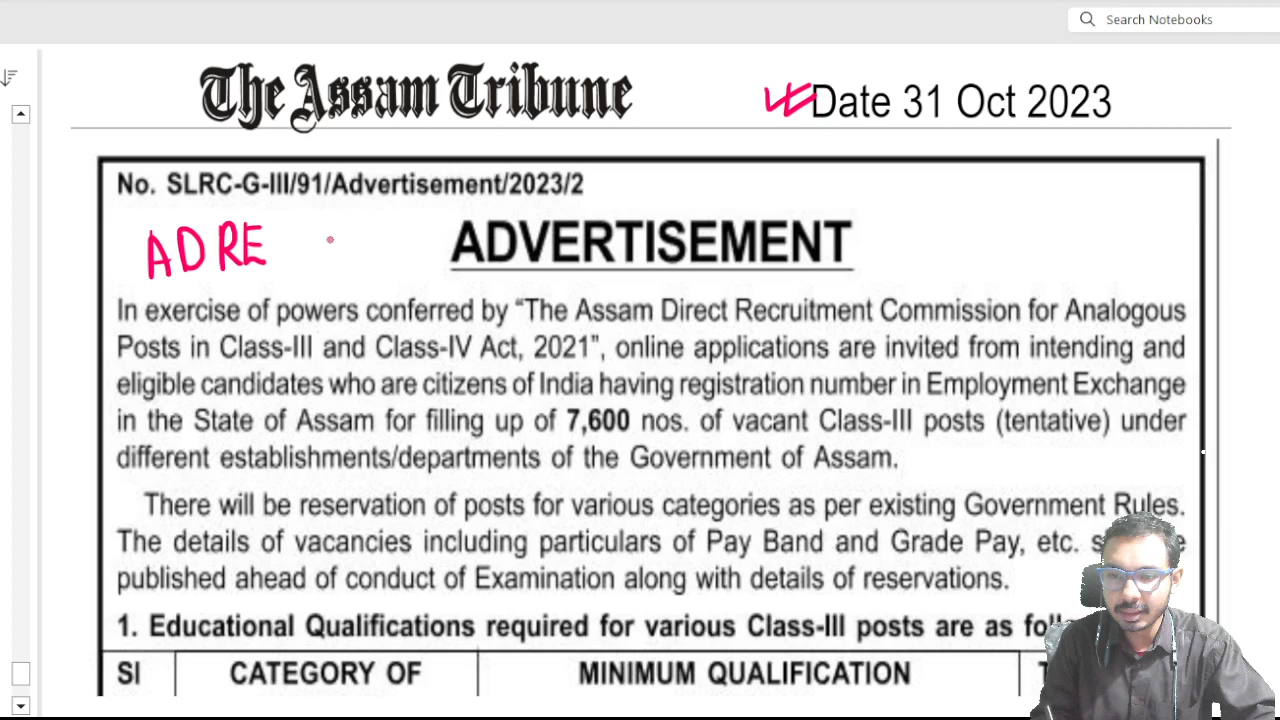 Search Notebooks
The Assam Tribune
Date 31 Oct 2023
No. SLRC-G-III/91/Advertisement/2023/2
ADRE
ADVERTISEMENT
In exercise of powers conferred by “The Assam Direct Recruitment Commission for Analogous
Posts in Class-III and Class-IV Act, 2021”, online applications are invited from intending and
eligible candidates who are citizens of India having registration number in Employment Exchange
in the State of Assam for filling up of 7,600 nos. of vacant Class-III posts (tentative) under
different establishments/departments of the Government of Assam.
There will be reservation of posts for various categories as per existing Government Rules.
The details of vacancies including particulars of Pay Band and Grade Pay, etc.
published ahead of conduct of Examination along with details of reservations.
1. Educational Qualifications required for various Class-III posts are as
SI CATEGORY OF MINIMUM QUALIFICATION